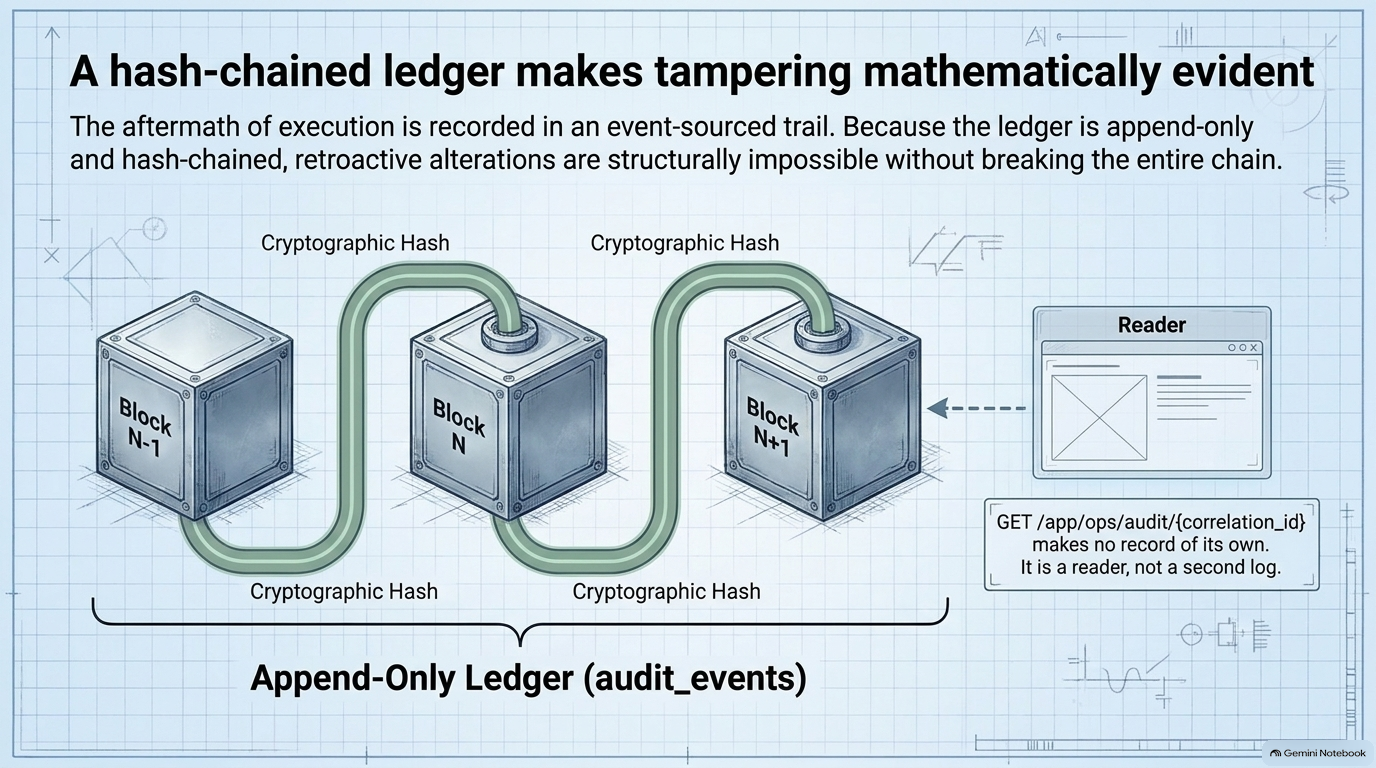 A hash-chained ledger makes tampering mathematically evident
The aftermath of execution is recorded in an event-sourced trail. Because the ledger is append-only
and hash-chained, retroactive alterations are structurally impossible without breaking the entire chain.
Cryptographic Hash
Cryptographic Hash
Block
N-1
Block
N
Block
N+1
Reader
GET /app/ops/audit/{correlation_id}
makes no record of its own.
It is a reader, not a second log.
Cryptographic Hash
Cryptographic Hash
Append-Only Ledger (audit_events)
Gemini Notebook